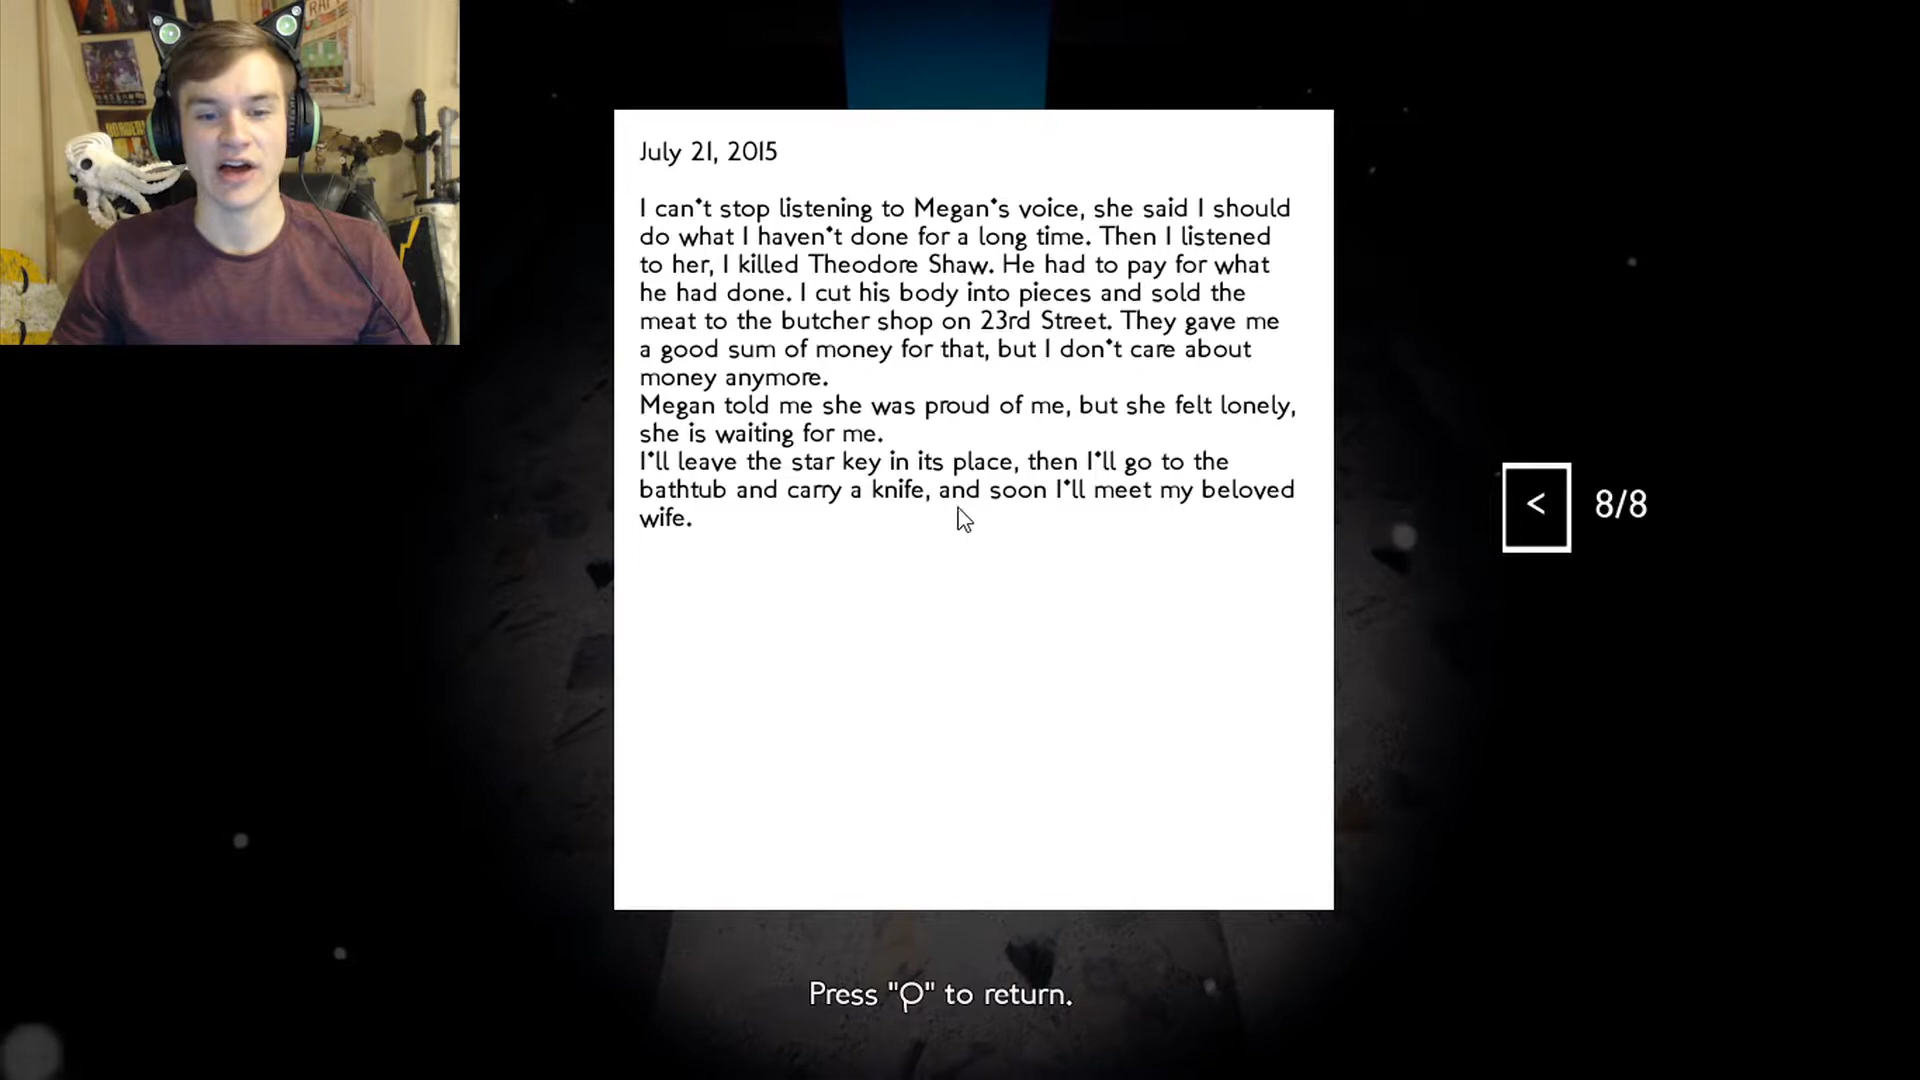 July 21, 2015
I can't stop listening to Megan's voice, she said I should
do what I haven't done for a long time. Then I listened
to her, I killed Theodore Shaw. He had to pay for what
he had done. I cut his body into pieces and sold the
meat to the butcher shop on 23rd Street. They gave me
a good sum of money for that, but I don't care about
money anymore.
Megan told me she was proud of me, but she felt lonely,
she is waiting for me.
I'll leave the star key in its place, then I'll go to the
bathtub and carry a knife, and soon I'll meet my beloved
wife.
< 8/8
Press "Q" to return.